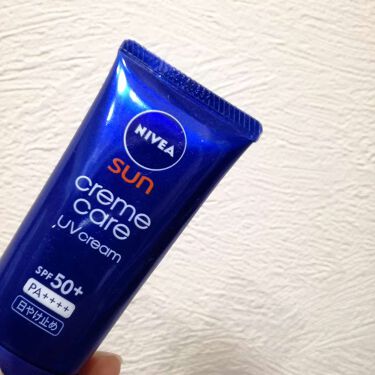 NIVEA
sun
creme
care
UV cream
SPF 50+
PA++++
日やけ止め